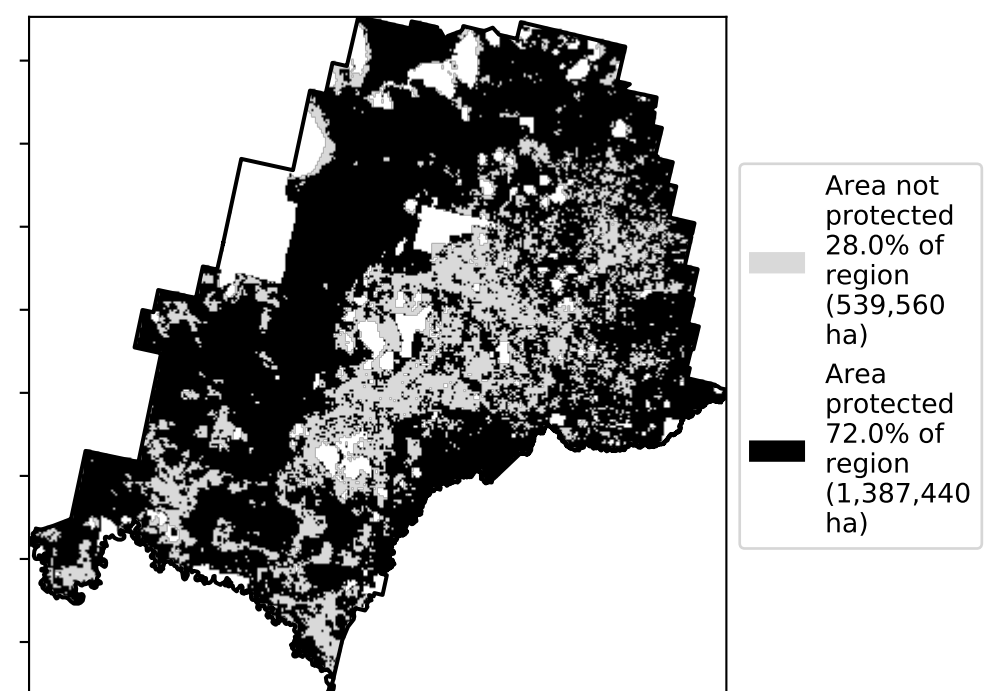 Area not
protected
28.0% of
region
(539,560
ha)
Area
protected
72.0% of
region
(1,387,440
ha)